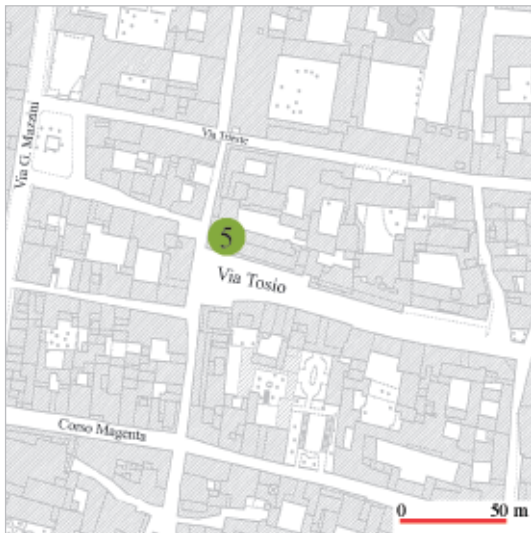 Via G. Mazzini
Via Trieste
5
Via Tosio
Corso Magenta
0 50 m